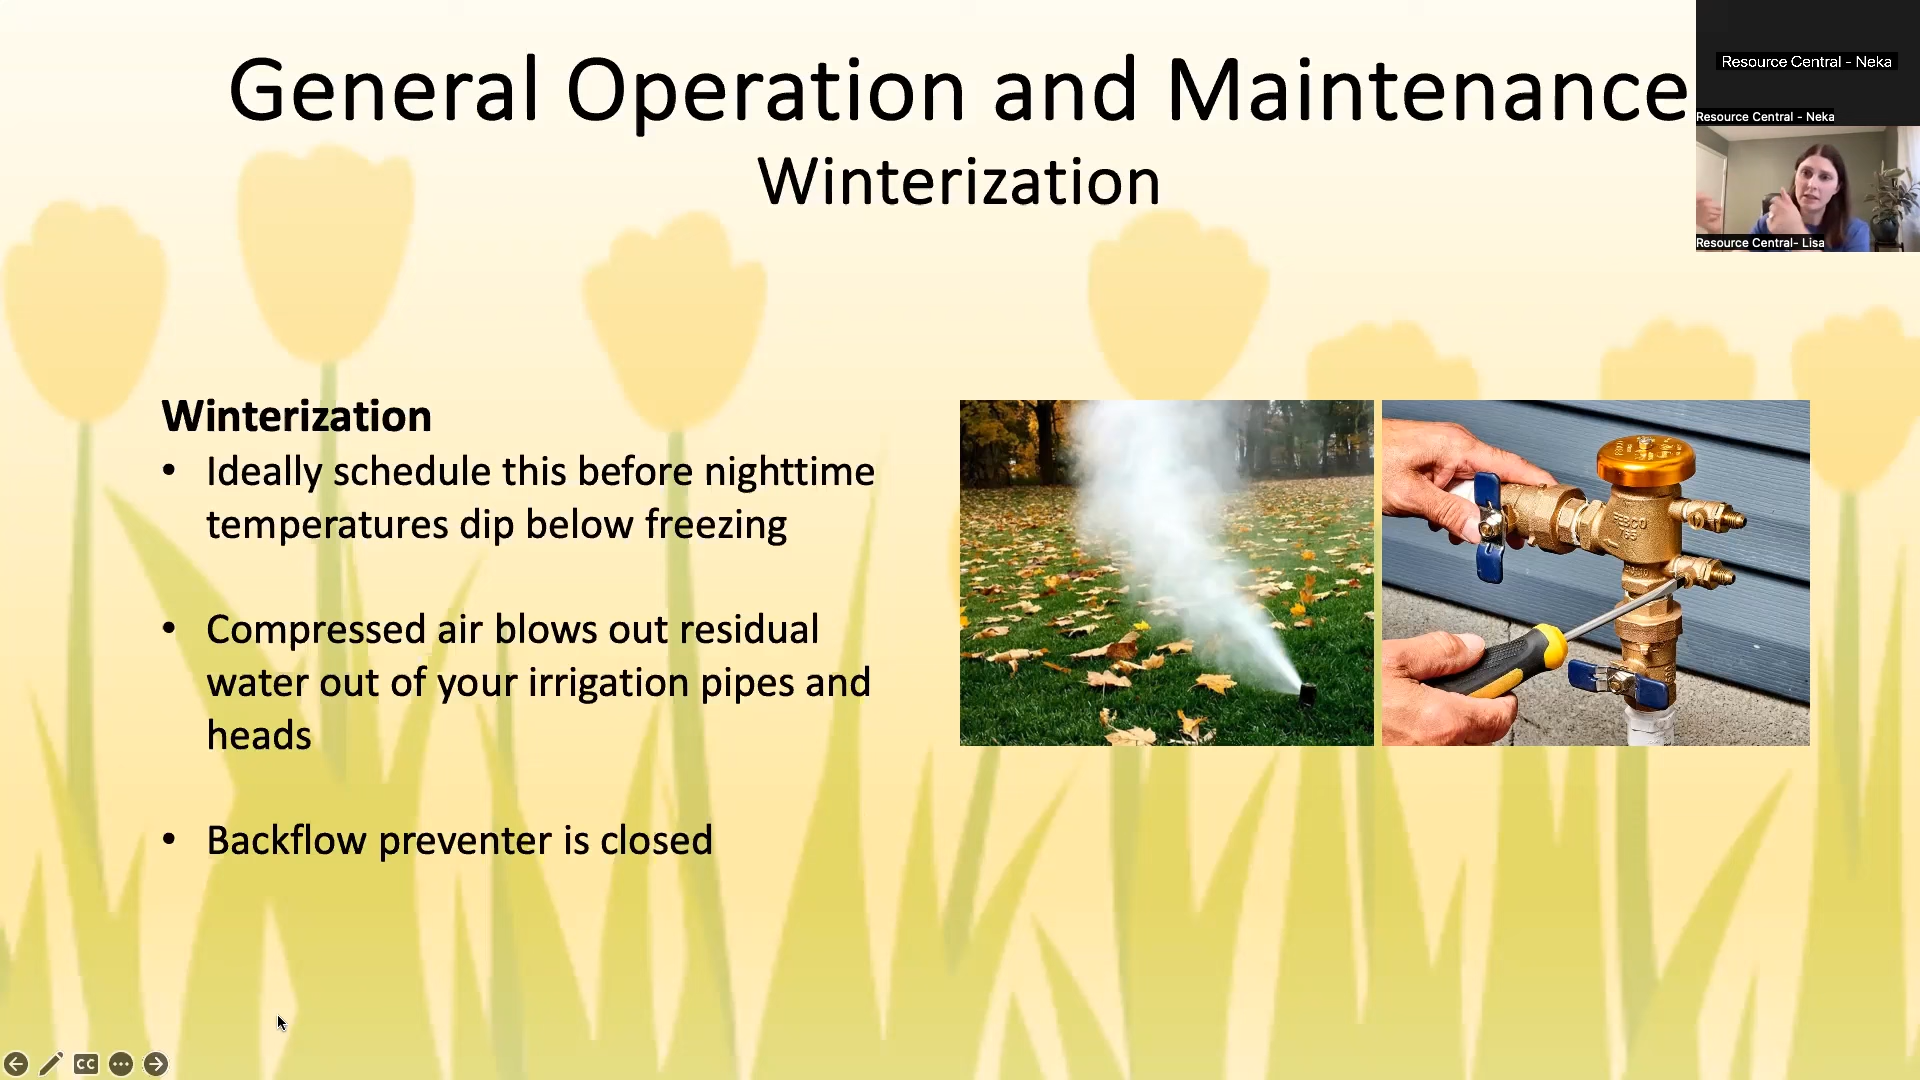 General Operation and Maintenance
Winterization
Resource Central - Neka
Resource Central - Neka
Resource Central- Lisa
Winterization
• Ideally schedule this before nighttime
temperatures dip below freezing
• Compressed air blows out residual
water out of your irrigation pipes and
heads
• Backflow preventer is closed
FEBCO
765
CC